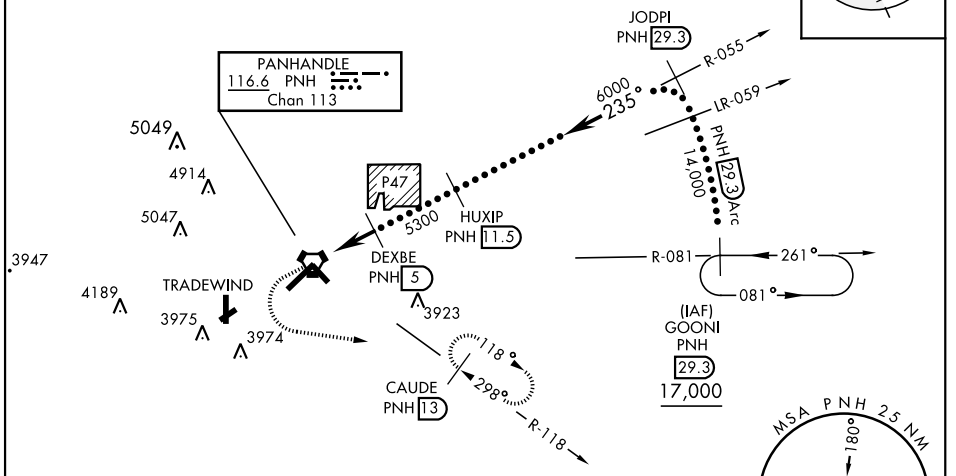 JODPI
PNH 29.3
R-055
LR-059
6000
235°
PANHANDLE
116.6 PNH
Chan 113
PNH 29.3 Arc
14,000
5049
4914
5047
3947
4189
TRADEWIND
3975
3974
P47
5300
HUXIP
PNH 11.5
DEXBE
PNH 5
3923
R-081
261°
081°
(IAF)
GOONI
PNH
29.3
17,000
118°
298°
CAUDE
PNH 13
R-118
MSA PNH 25 NM
180°